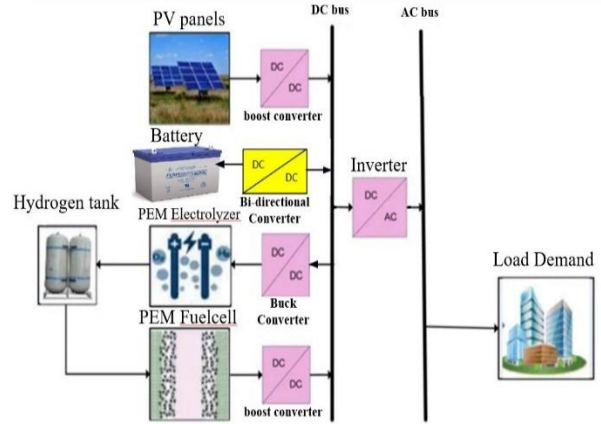 DC bus
AC bus
PV panels
DC
DC
boost converter
Battery
DC
DC
Bi-directional
Converter
Inverter
DC
AC
Hydrogen tank
PEM Electrolyzer
DC
DC
Buck
Converter
Load Demand
PEM Fuelcell
DC
DC
boost converter